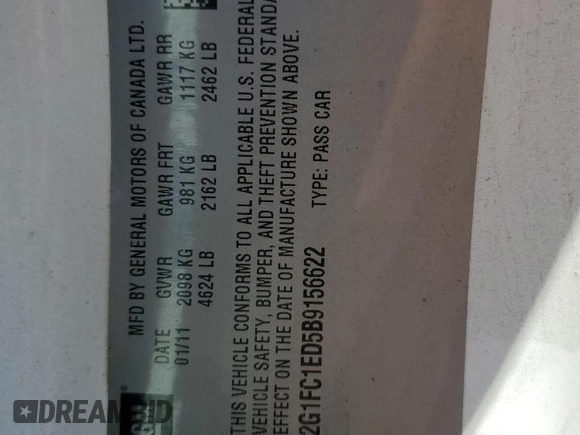 MFD BY GENERAL MOTORS OF CANADA LTD.
DATE GVWR GAWR FRT GAWR RR
01/11 2098 KG 981 KG 1117 KG
4624 LB 2162 LB 2462 LB
THIS VEHICLE CONFORMS TO ALL APPLICABLE U.S. FEDERAL
VEHICLE SAFETY, BUMPER, AND THEFT PREVENTION
EFFECT ON THE DATE OF MANUFACTURE SHOWN ABOVE.
2G1FC1ED5B9156622 TYPE: PASS CAR
GM
DREAMBID